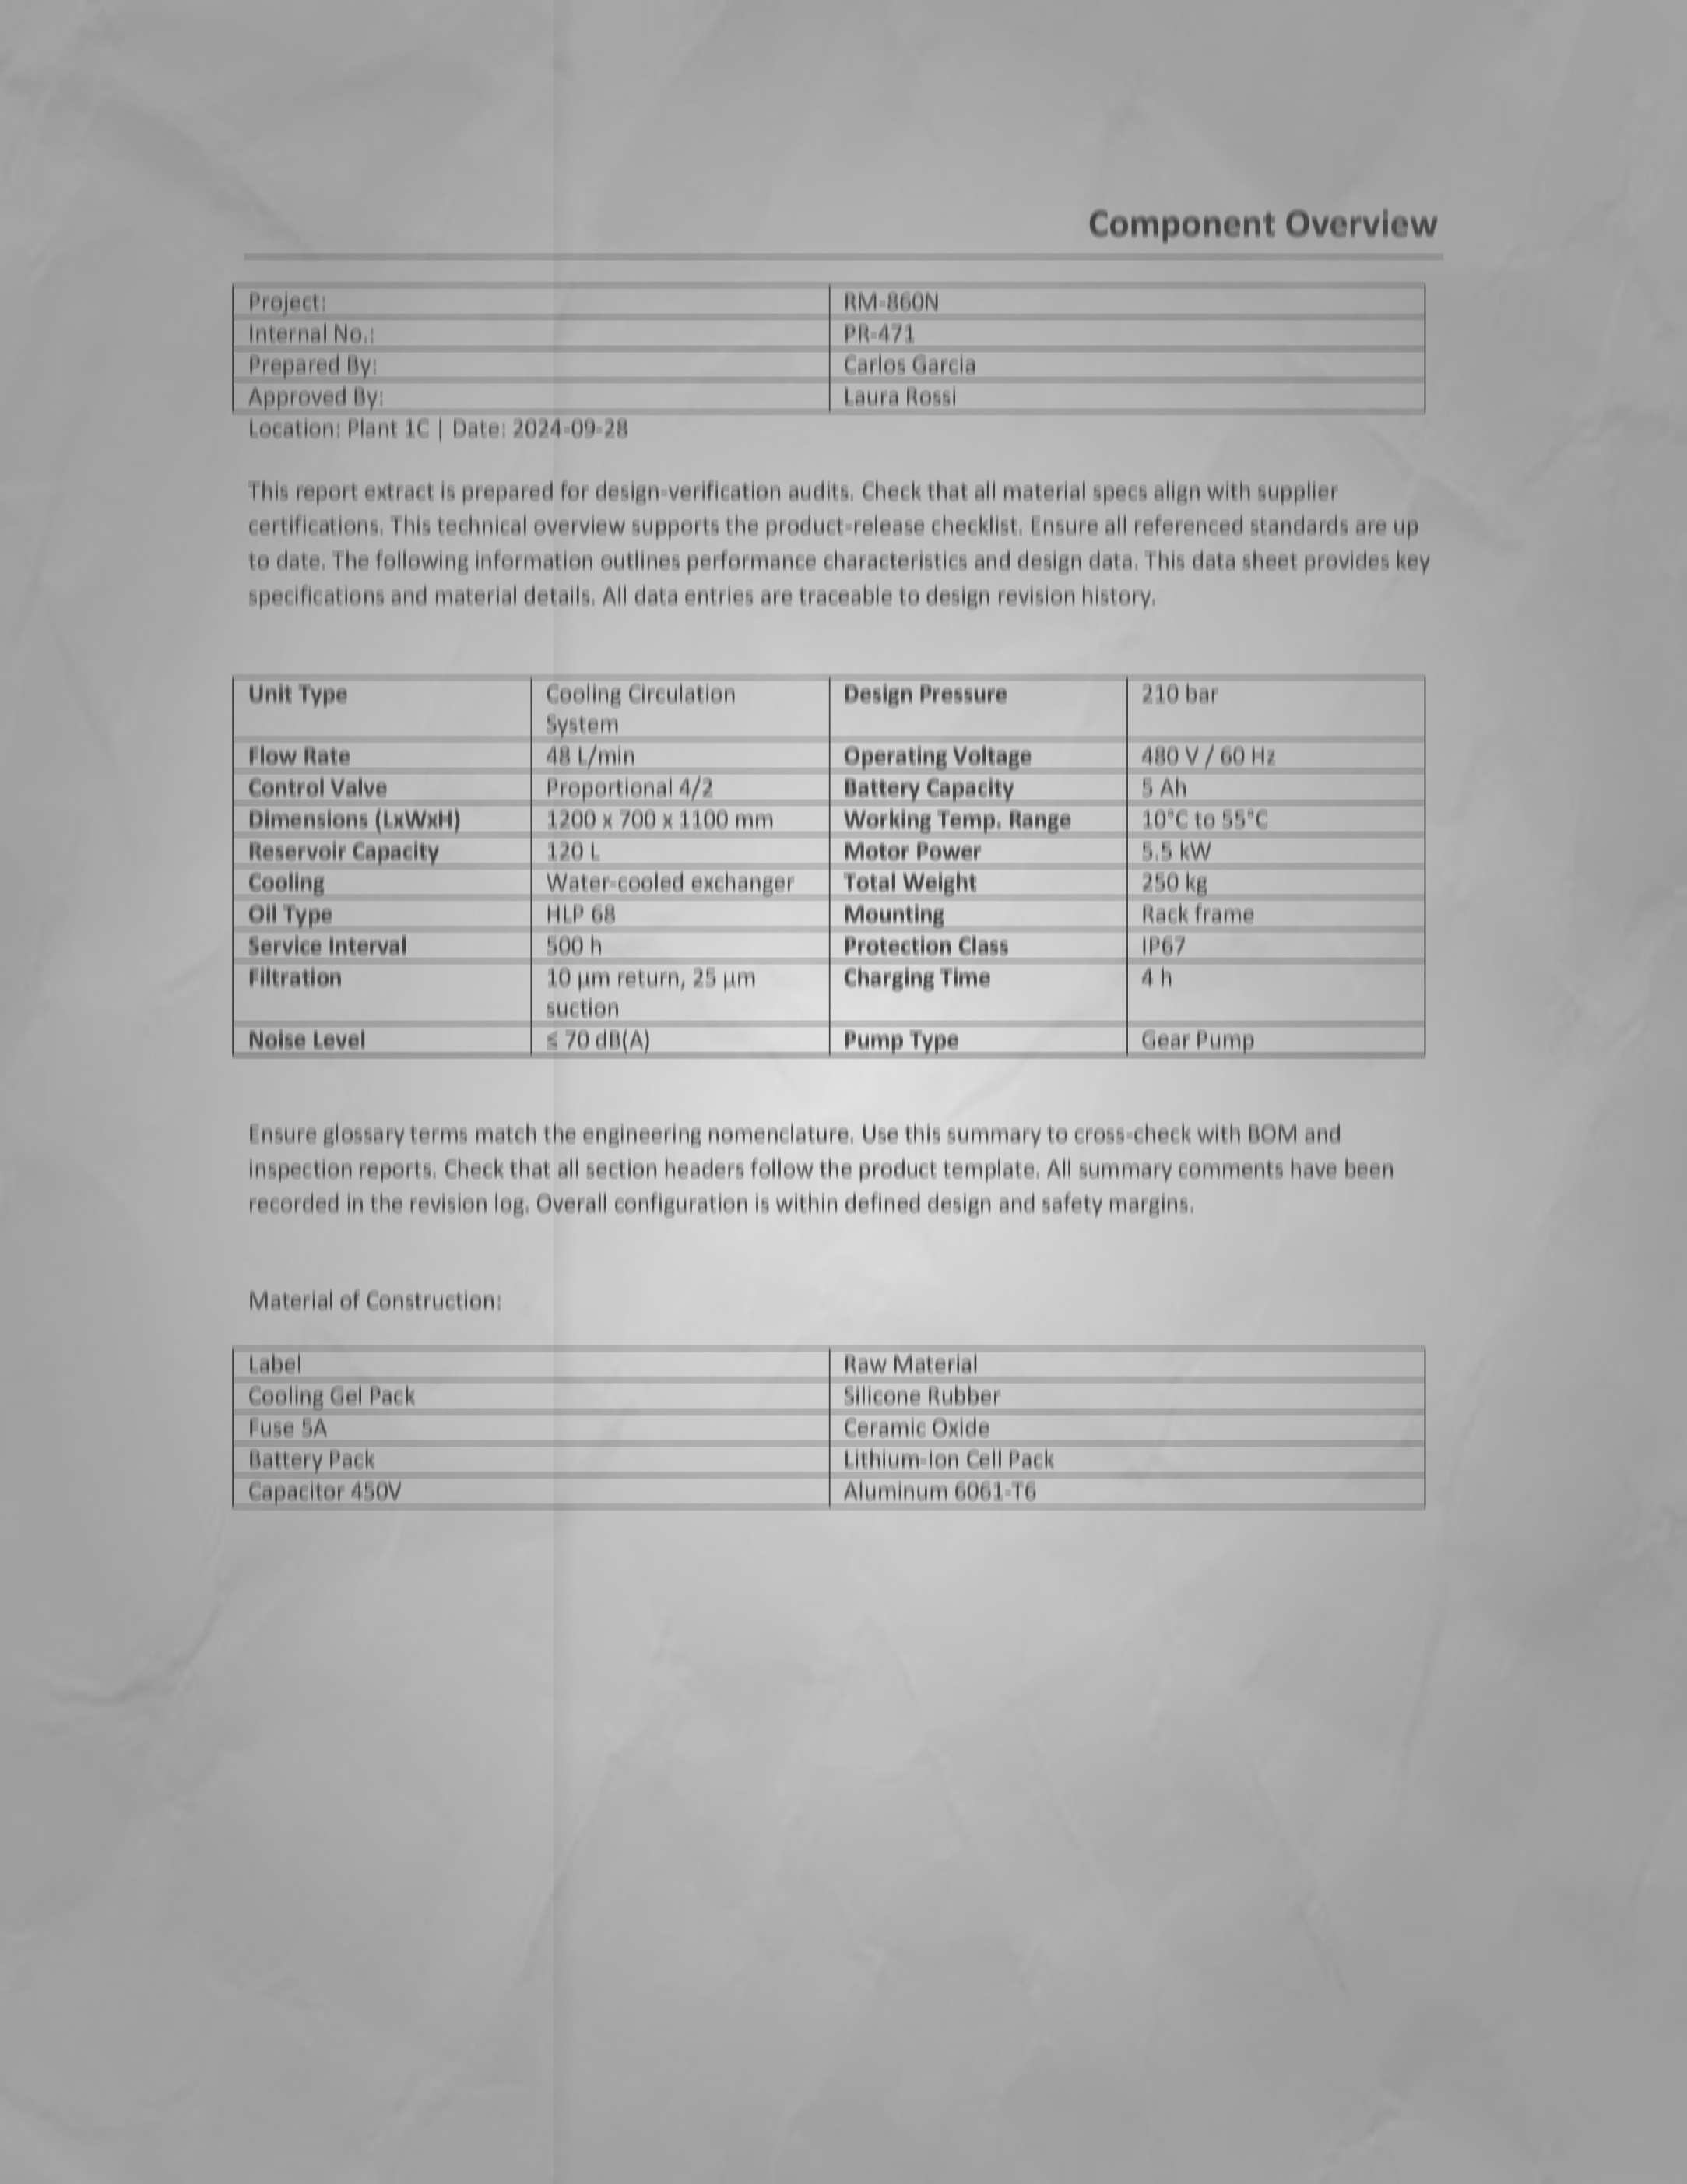 Component Overview
Project: RM-860N
Internal No.: PR-471
Prepared By: Carlos Garcia
Approved By: Laura Rossi
Location: Plant 1C | Date: 2024-09-28
This report extract is prepared for design-verification audits. Check that all material specs align with supplier
certifications. This technical overview supports the product-release checklist. Ensure all referenced standards are up
to date. The following information outlines performance characteristics and design data. This data sheet provides key
specifications and material details. All data entries are traceable to design revision history.
Unit Type Cooling Circulation Design Pressure 210 bar
System
Flow Rate 48 L/min Operating Voltage 480 V / 60 Hz
Control Valve Proportional 4/2 Battery Capacity 5 Ah
Dimensions (LxWxH) 1200 x 700 x 1100 mm Working Temp. Range 10°C to 55°C
Reservoir Capacity 120 L Motor Power 5.5 kW
Cooling Water-cooled exchanger Total Weight 250 kg
Oil Type HLP 68 Mounting Rack frame
Service Interval 500 h Protection Class IP67
Filtration 10 µm return, 25 µm Charging Time 4 h
suction
Noise Level ≤ 70 dB(A) Pump Type Gear Pump
Ensure glossary terms match the engineering nomenclature. Use this summary to cross-check with BOM and
inspection reports. Check that all section headers follow the product template. All summary comments have been
recorded in the revision log. Overall configuration is within defined design and safety margins.
Material of Construction:
Label Raw Material
Cooling Gel Pack Silicone Rubber
Fuse 5A Ceramic Oxide
Battery Pack Lithium-Ion Cell Pack
Capacitor 450V Aluminum 6061-T6